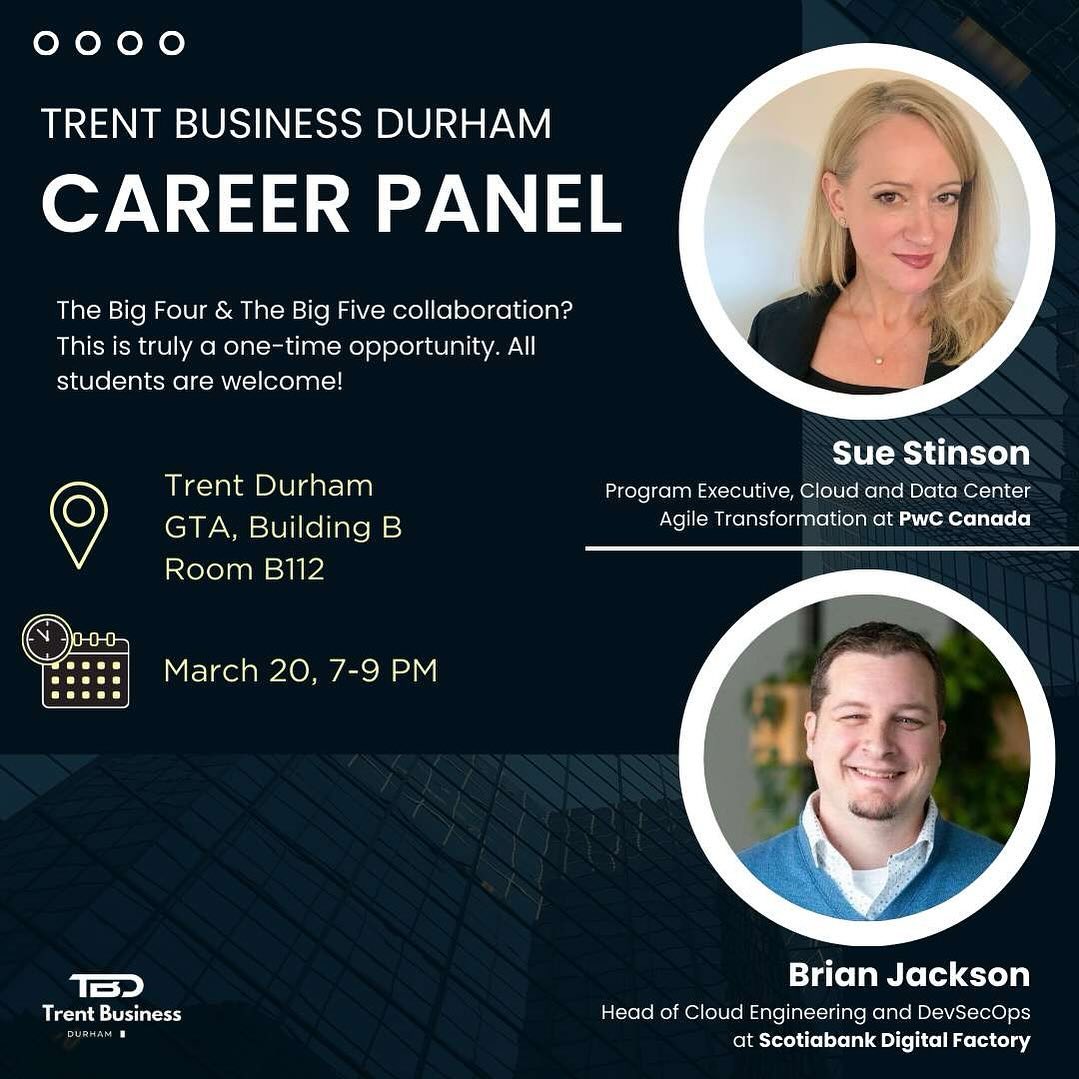 TRENT BUSINESS DURHAM
CAREER PANEL
The Big Four & The Big Five collaboration?
This is truly a one-time opportunity. All
students are welcome!
Trent Durham
GTA, Building B
Room B112
March 20, 7-9 PM
Sue Stinson
Program Executive, Cloud and Data Center
Agile Transformation at PwC Canada
Brian Jackson
Head of Cloud Engineering and DevSecOps
at Scotiabank Digital Factory
TBD
Trent Business
DURHAM